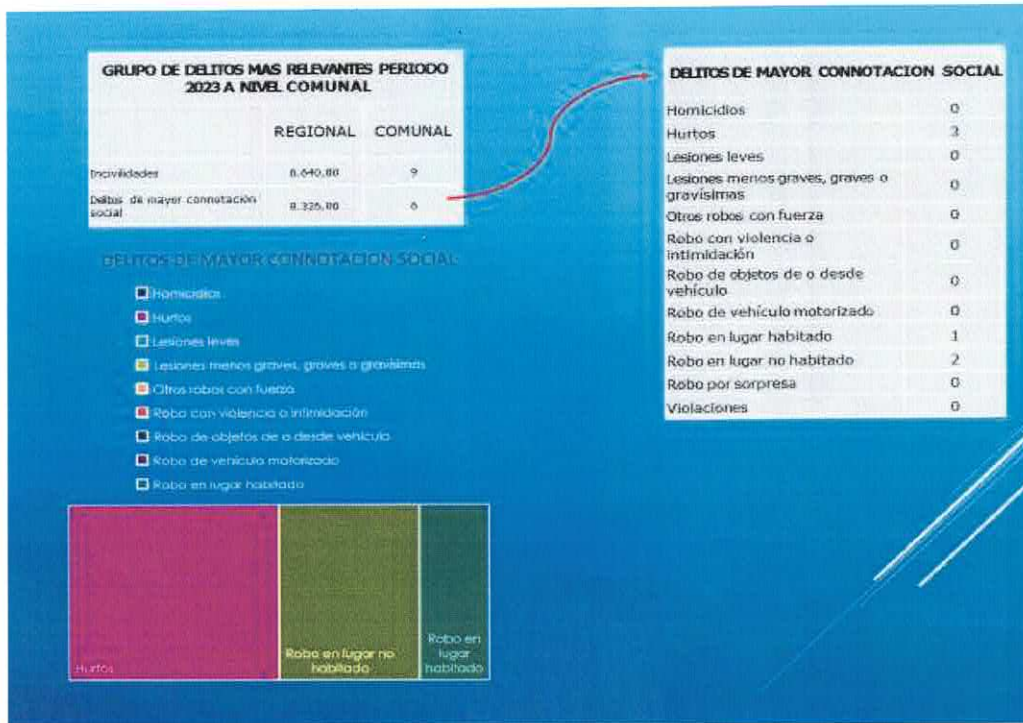 GRUPO DE DELITOS MAS RELEVANTES PERIODO
2023 A NIVEL COMUNAL
REGIONAL COMUNAL
Incivilidades 9
Delitos de mayor connotación
social 6
DELITOS DE MAYOR CONNOTACION SOCIAL
Homicidios
Hurtos
Lesiones leves
Lesiones menos graves, graves o gravísimas
Otros robos con fuerza
Robo con violencia o intimidación
Robo de objetos de o desde vehículo
Robo de vehículo motorizado
Robo en lugar habitado
Hurtos
Robo en lugar no
habitado
Robo en
lugar
habitado
DELITOS DE MAYOR CONNOTACION SOCIAL
Homicidios 0
Hurtos 3
Lesiones leves 0
Lesiones menos graves, graves o
gravísimas 0
Otros robos con fuerza 0
Robo con violencia o
intimidación 0
Robo de objetos de o desde
vehículo 0
Robo de vehículo motorizado 0
Robo en lugar habitado 1
Robo en lugar no habitado 2
Robo por sorpresa 0
Violaciones 0